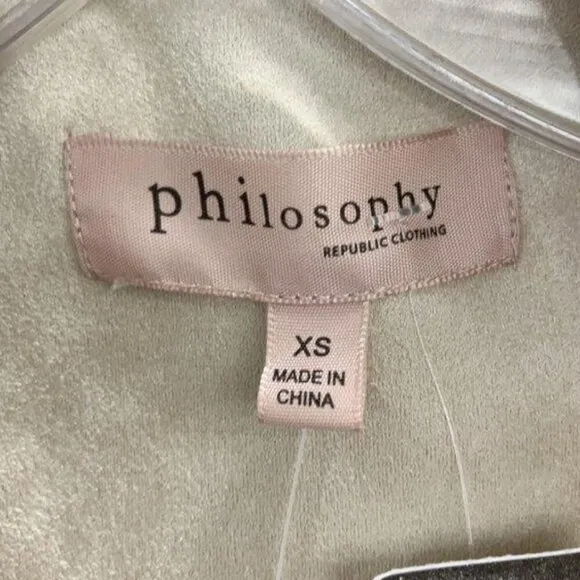 philosophy
REPUBLIC CLOTHING
XS
MADE IN
CHINA